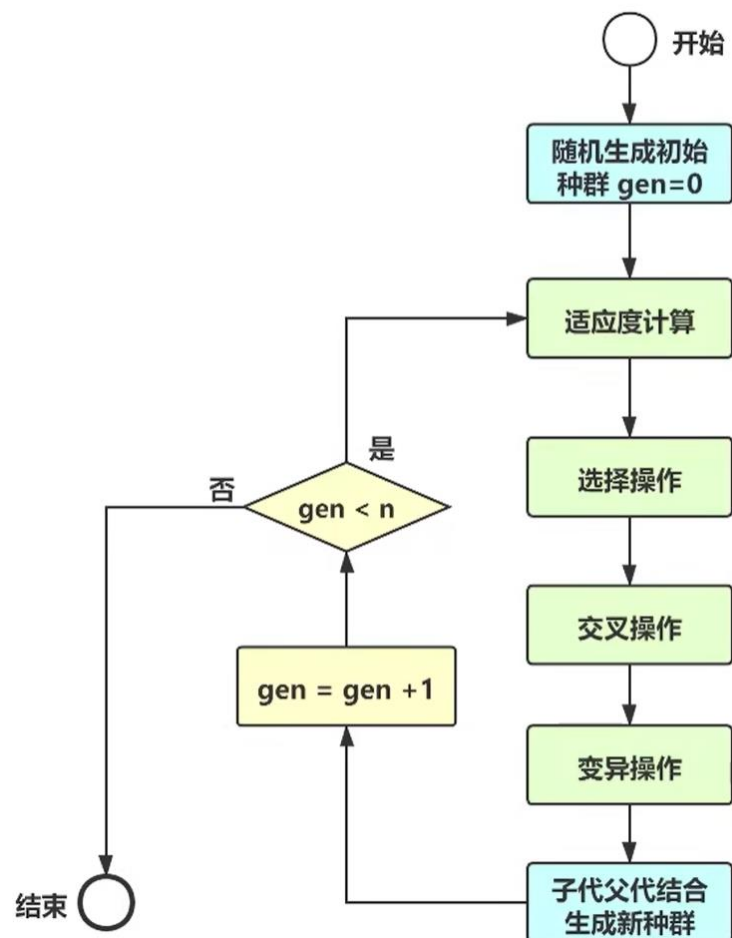 开始
随机生成初始
种群 gen=0
适应度计算
是
否
gen < n
选择操作
交叉操作
gen = gen +1
变异操作
子代父代结合
生成新种群
结束